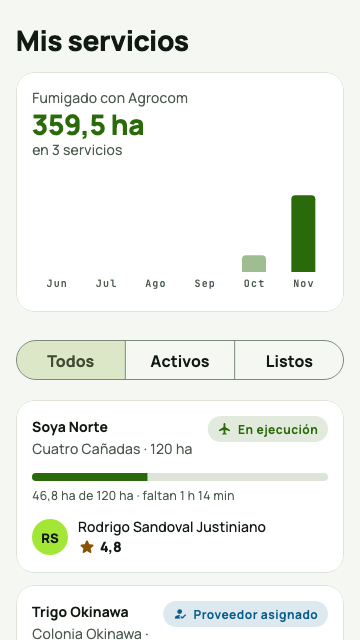 Mis servicios
Fumigado con Agrocom
359,5 ha
en 3 servicios
Jun Jul Ago Sep Oct Nov
Todos Activos Listos
Soya Norte
En ejecución
Cuatro Cañadas · 120 ha
46,8 ha de 120 ha · faltan 1 h 14 min
RS
Rodrigo Sandoval Justiniano
4,8
Trigo Okinawa
Proveedor asignado
Colonia Okinawa ·